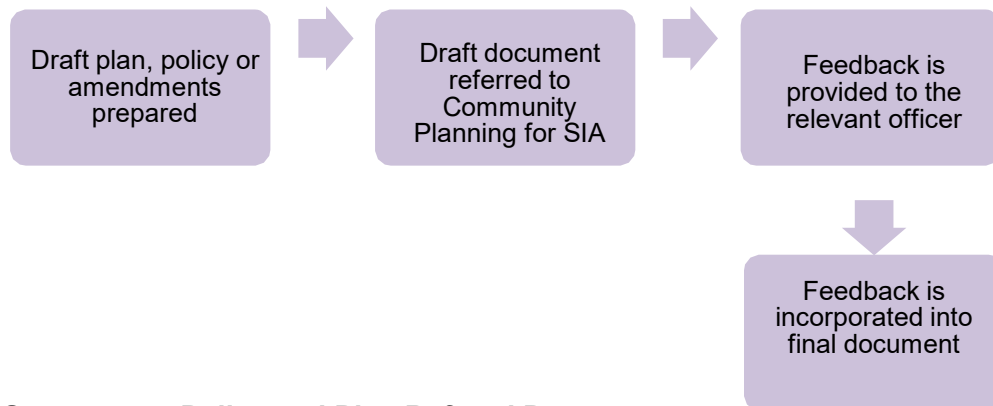 Draft plan, policy or
amendments
prepared
Draft document
referred to
Community
Planning for SIA
Feedback is
provided to the
relevant officer
Feedback is
incorporated into
final document